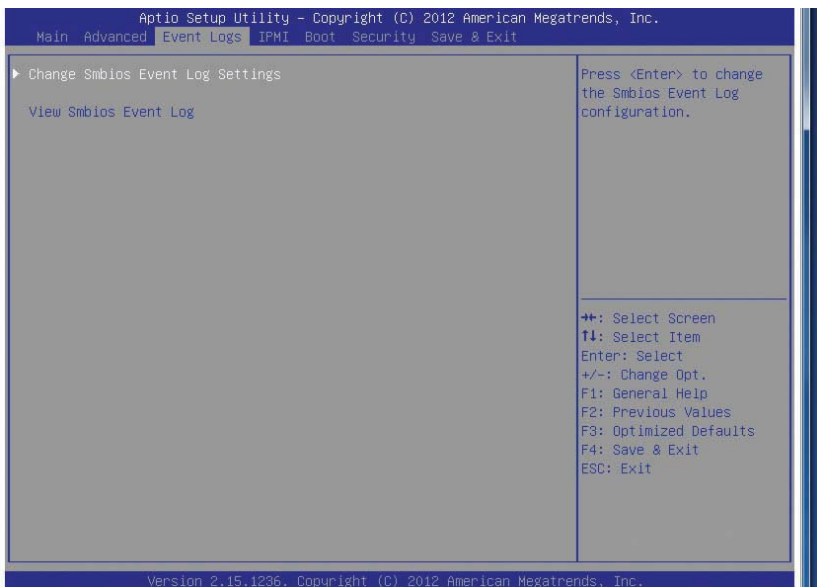 Aptio Setup Utility – Copyright (C) 2012 American Megatrends, Inc.
Main Advanced Event Logs IPMI Boot Security Save & Exit
▶ Change Smbios Event Log Settings
View Smbios Event Log
Press <Enter> to change
the Smbios Event Log
configuration.
→←: Select Screen
↑↓: Select Item
Enter: Select
+/-: Change Opt.
F1: General Help
F2: Previous Values
F3: Optimized Defaults
F4: Save & Exit
ESC: Exit
Version 2.15.1236. Copyright (C) 2012 American Megatrends, Inc.